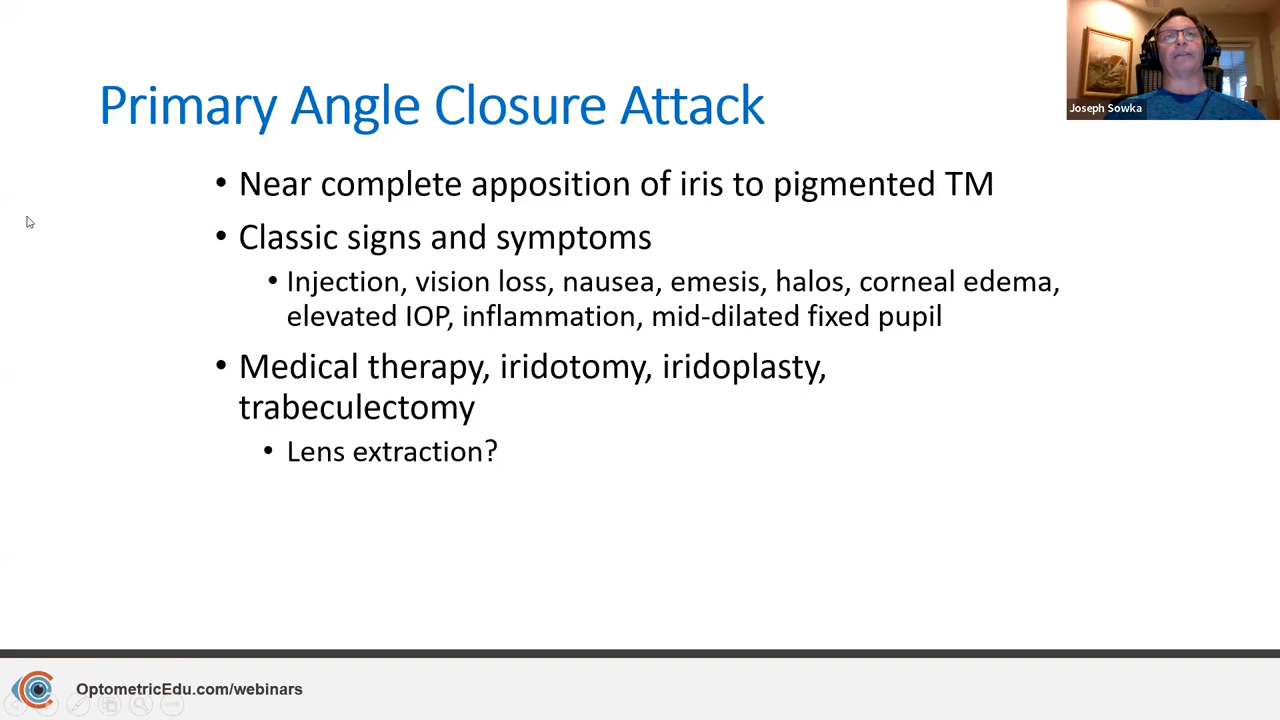 Joseph Sowka
Primary Angle Closure Attack
• Near complete apposition of iris to pigmented TM
• Classic signs and symptoms
• Injection, vision loss, nausea, emesis, halos, corneal edema,
elevated IOP, inflammation, mid-dilated fixed pupil
• Medical therapy, iridotomy, iridoplasty,
trabeculectomy
• Lens extraction?
OptometricEdu.com/webinars